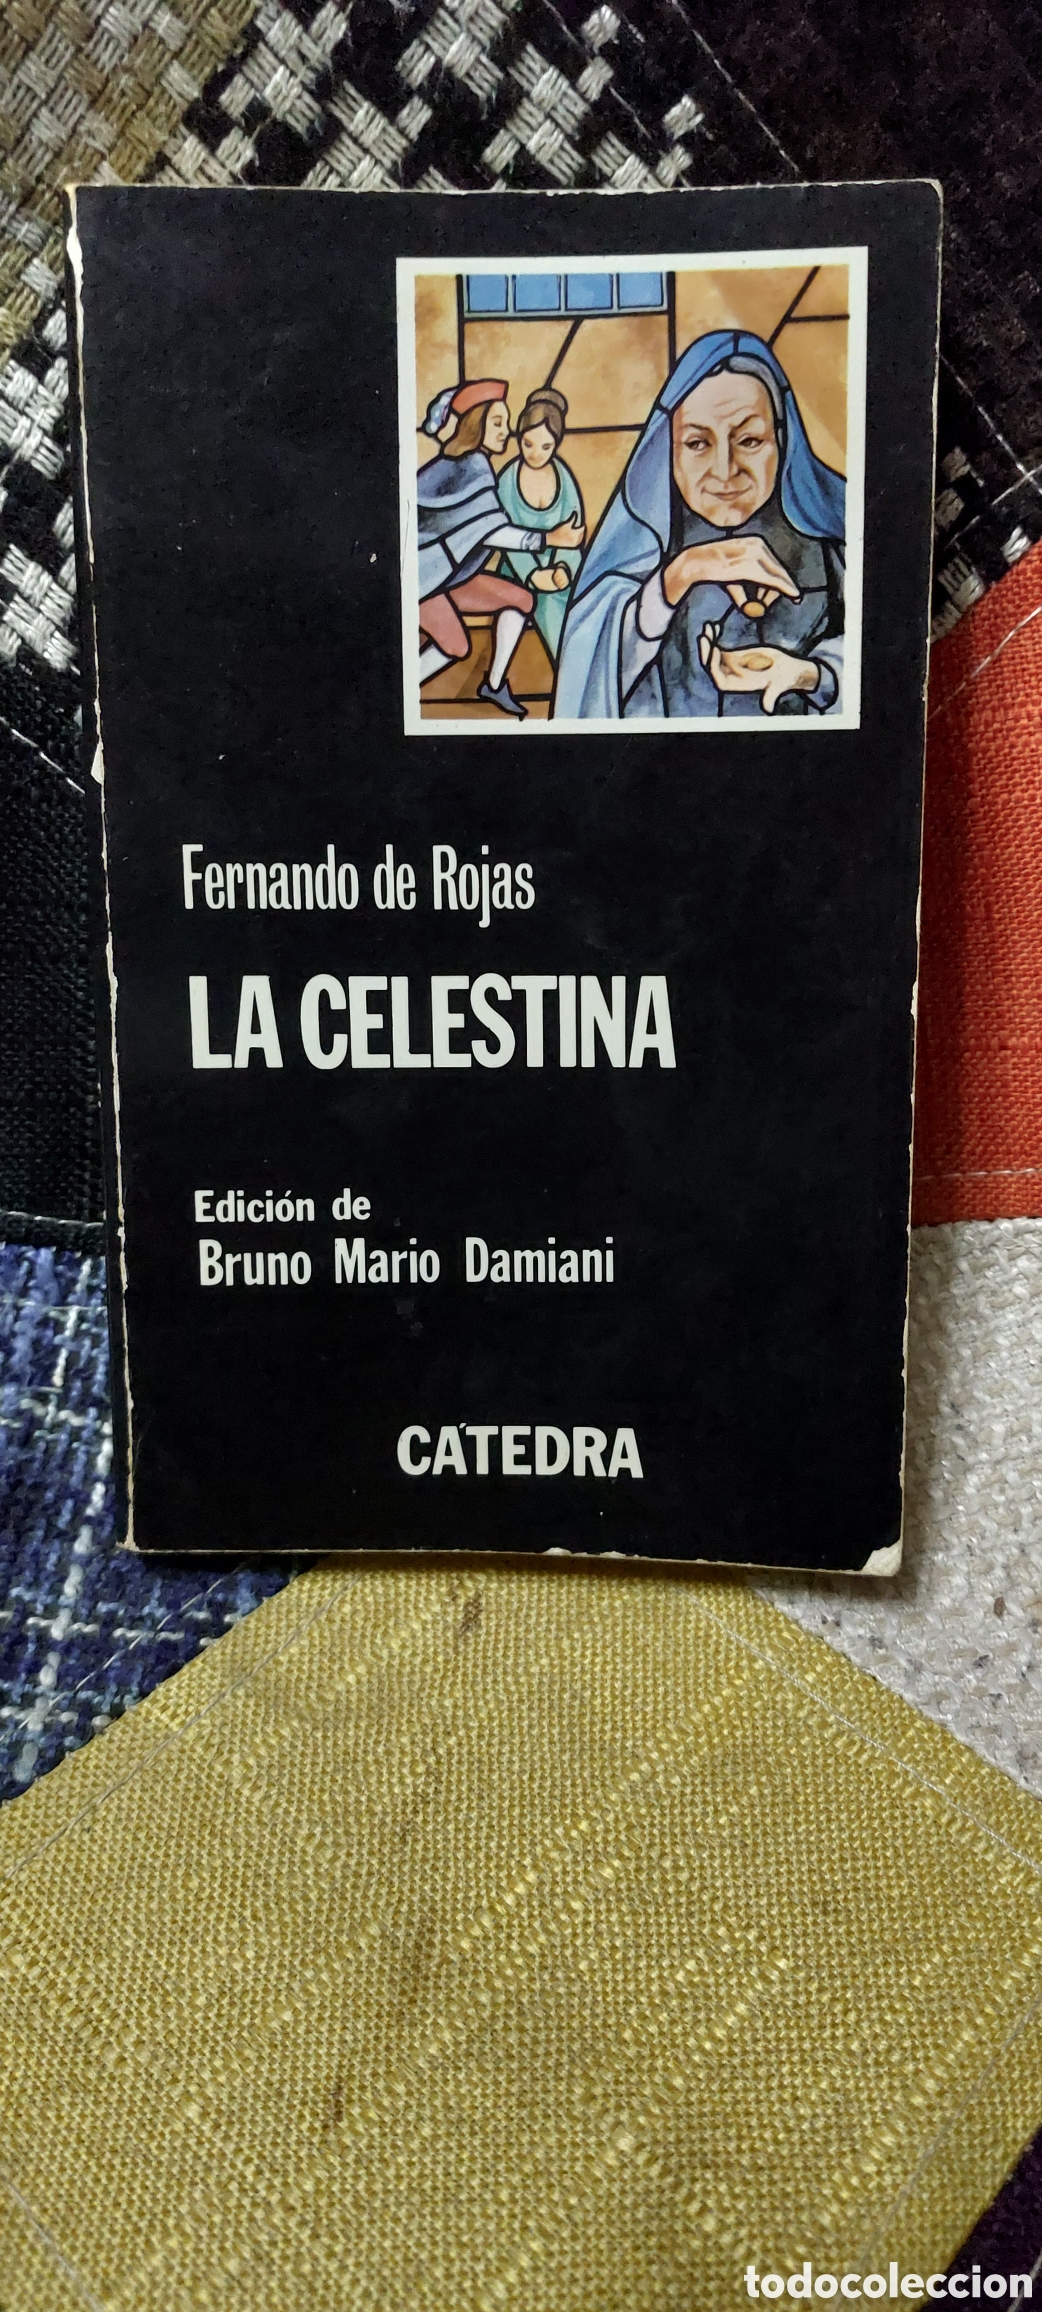 Fernando de Rojas
LA CELESTINA
Edición de
Bruno Mario Damiani
CÁTEDRA
todocoleccion